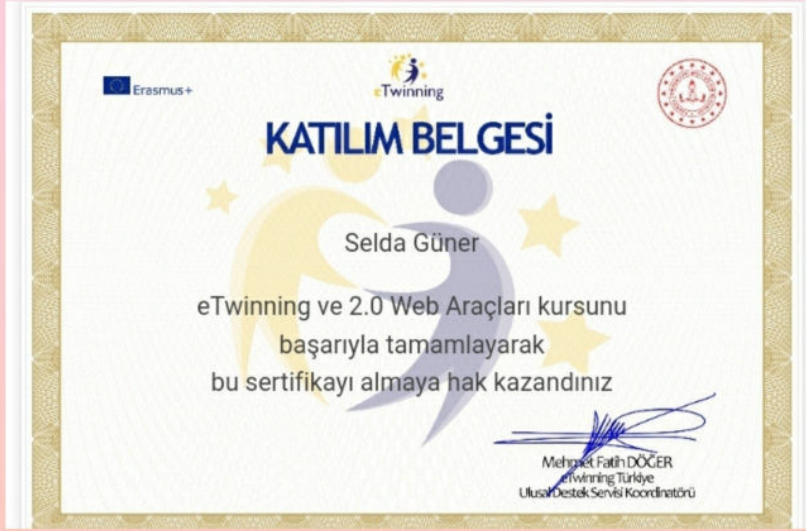 Erasmus+
eTwinning
KATILIM BELGESİ
Selda Güner
eTwinning ve 2.0 Web Araçları kursunu
başarıyla tamamlayarak
bu sertifikayı almaya hak kazandınız
Mehmet Fatih DÖĞER
eTwinning Türkiye
Ulusal Destek Servisi Koordinatörü